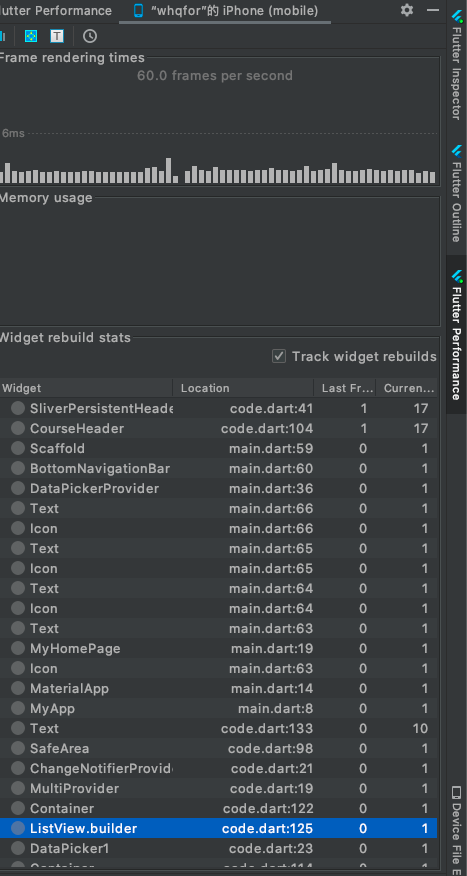 lutter Performance "whqfor"的 iPhone (mobile)
T
Frame rendering times
60.0 frames per second
6ms
Memory usage
Widget rebuild stats
Track widget rebuilds
Widget Location Last Fr... Curren...
SliverPersistentHeade code.dart:41 1 17
CourseHeader code.dart:104 1 17
Scaffold main.dart:59 0 1
BottomNavigationBar main.dart:60 0 1
DataPickerProvider main.dart:36 0 1
Text main.dart:66 0 1
Icon main.dart:66 0 1
Text main.dart:65 0 1
Icon main.dart:65 0 1
Text main.dart:64 0 1
Icon main.dart:64 0 1
Text main.dart:63 0 1
MyHomePage main.dart:19 0 1
Icon main.dart:63 0 1
MaterialApp main.dart:14 0 1
MyApp main.dart:8 0 1
Text code.dart:133 0 10
SafeArea code.dart:98 0 1
ChangeNotifierProvid code.dart:21 0 1
MultiProvider code.dart:19 0 1
Container code.dart:122 0 1
ListView.builder code.dart:125 0 1
DataPicker1 code.dart:23 0 1
Container code.dart:114 0 1
Flutter Inspector
Flutter Outline
Flutter Performance
Device File E